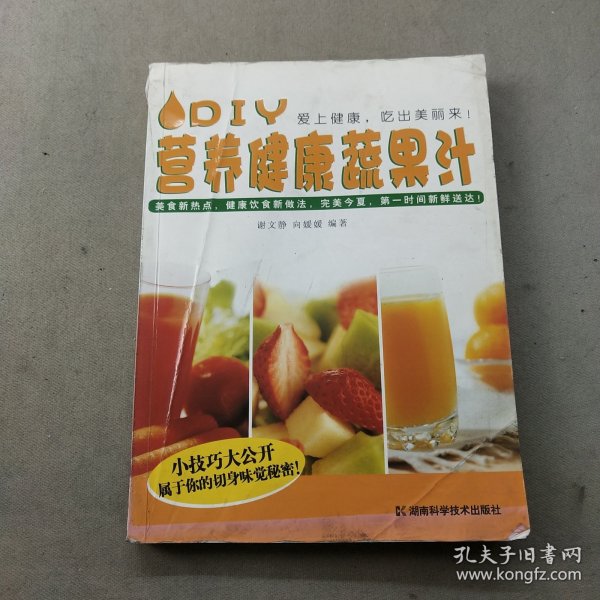 DIY
爱上健康,吃出美丽来!
营养健康蔬果汁
美食新热点,健康饮食新做法,完美今夏,第一时间新鲜送达!
谢文静 向媛媛 编著
小技巧大公开
属于你的切身味觉秘密!
湖南科学技术出版社
孔夫子旧书网
www.kongfz.com